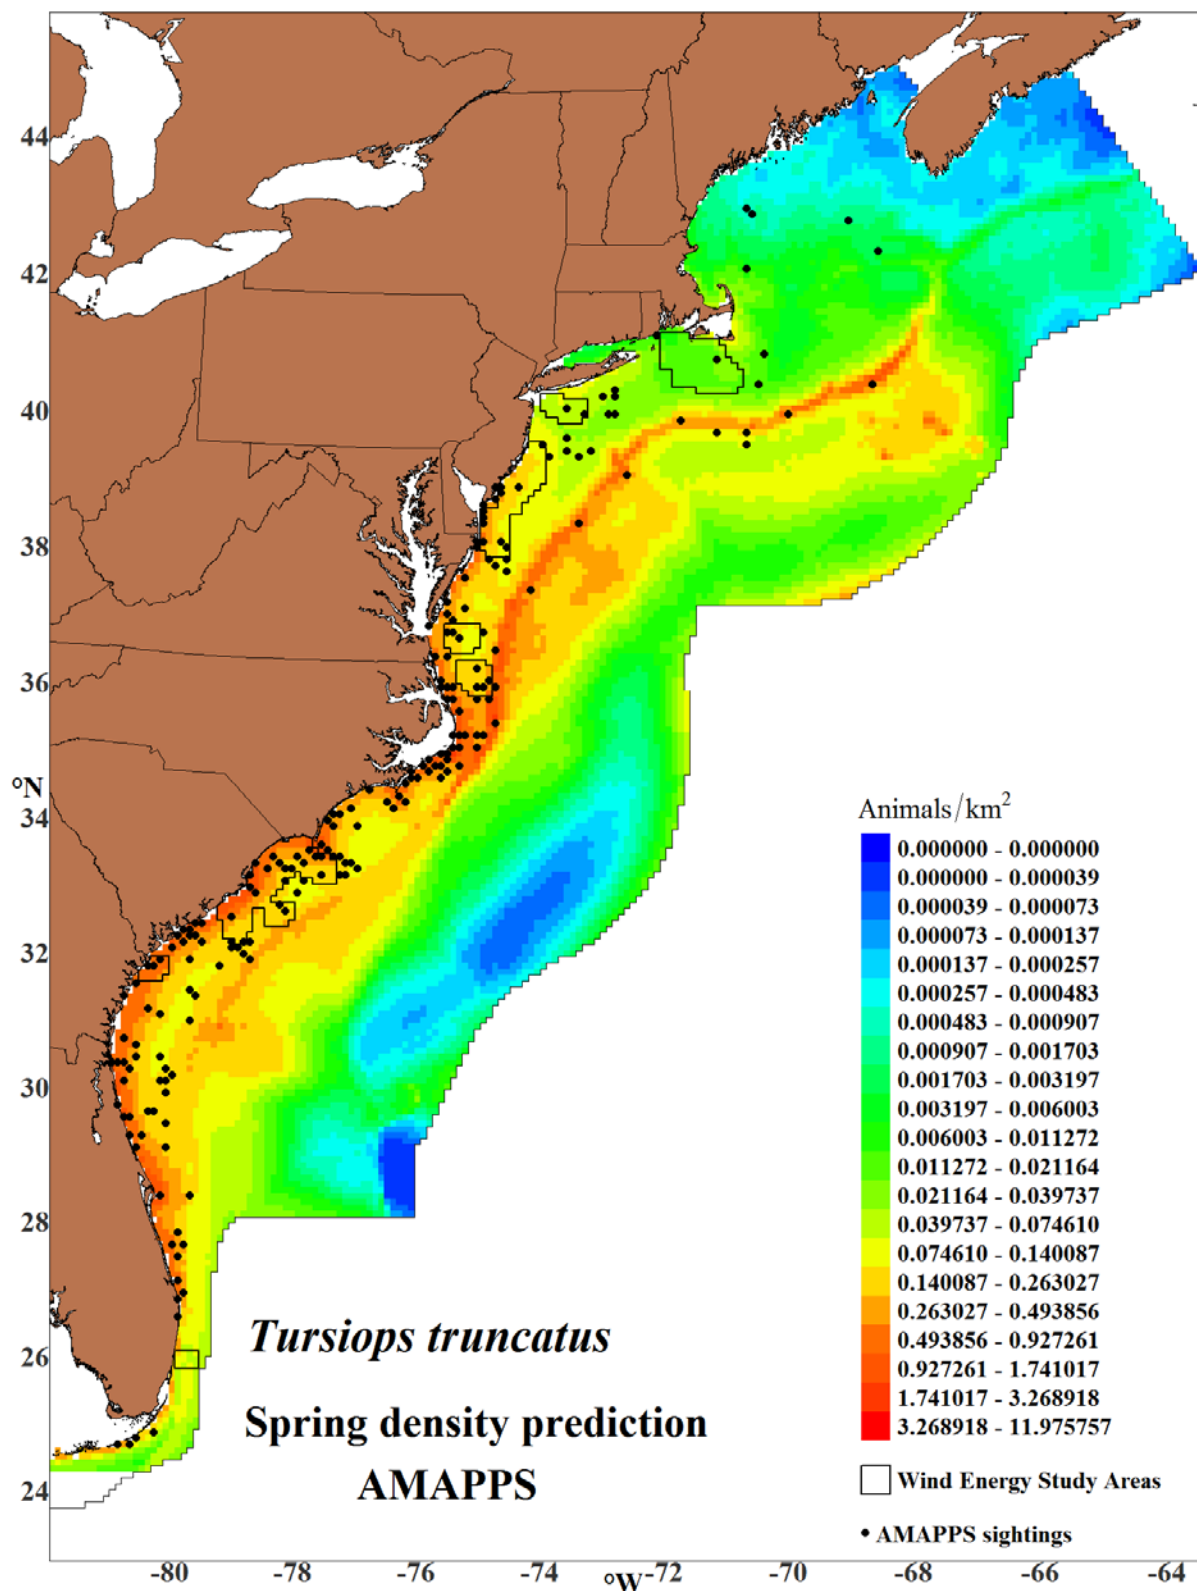 44
42
40
38
36
°N
34
32
30
28
26
24
-80
-78
-76
-74
-72
°W
-70
-68
-66
-64
Animals/km²
0.000000 - 0.000000
0.000000 - 0.000039
0.000039 - 0.000073
0.000073 - 0.000137
0.000137 - 0.000257
0.000257 - 0.000483
0.000483 - 0.000907
0.000907 - 0.001703
0.001703 - 0.003197
0.003197 - 0.006003
0.006003 - 0.011272
0.011272 - 0.021164
0.021164 - 0.039737
0.039737 - 0.074610
0.074610 - 0.140087
0.140087 - 0.263027
0.263027 - 0.493856
0.493856 - 0.927261
0.927261 - 1.741017
1.741017 - 3.268918
3.268918 - 11.975757
Wind Energy Study Areas
AMAPPS sightings
Tursiops truncatus
Spring density prediction
AMAPPS